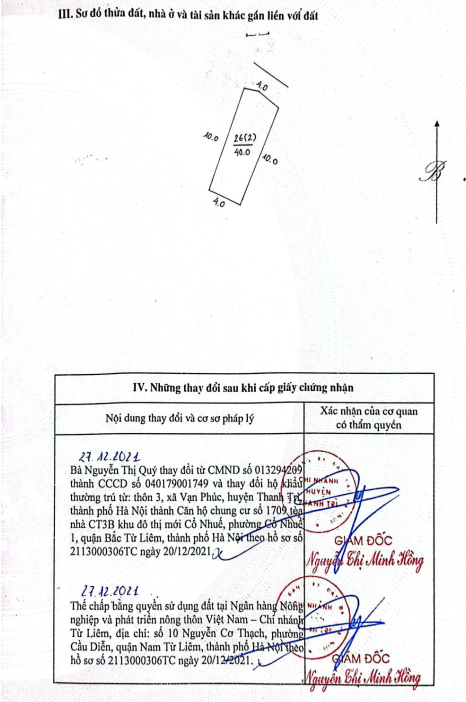 III. Sơ đồ thửa đất, nhà ở và tài sản khác gắn liền với đất
4.0
10.0
26(2)
40.0
10.0
4.0
B
IV. Những thay đổi sau khi cấp giấy chứng nhận
Nội dung thay đổi và cơ sở pháp lý
Xác nhận của cơ quan
có thẩm quyền
27.12.2021
Bà Nguyễn Thị Quý thay đổi từ CMND số 013294209
thành CCCD số 040179001749 và thay đổi hộ khẩu
thường trú từ: thôn 3, xã Vạn Phúc, huyện Thanh Trì,
thành phố Hà Nội thành Căn hộ chung cư số 1709 tòa
nhà CT3B khu đô thị mới Cổ Nhuế, phường Cổ Nhuế
1, quận Bắc Từ Liêm, thành phố Hà Nội theo hồ sơ số
2113000306TC ngày 20/12/2021.
CHI NHÁNH
HUYỆN
THANH TRÌ
GIÁM ĐỐC
Nguyễn Thị Minh Hồng
27.12.2021
Thế chấp bằng quyền sử dụng đất tại Ngân hàng Nông
nghiệp và phát triển nông thôn Việt Nam – Chi nhánh
Từ Liêm, địa chỉ: số 10 Nguyễn Cơ Thạch, phường
Cầu Diễn, quận Nam Từ Liêm, thành phố Hà Nội theo
hồ sơ số 2113000306TC ngày 20/12/2021.
GIÁM ĐỐC
Nguyễn Thị Minh Hồng